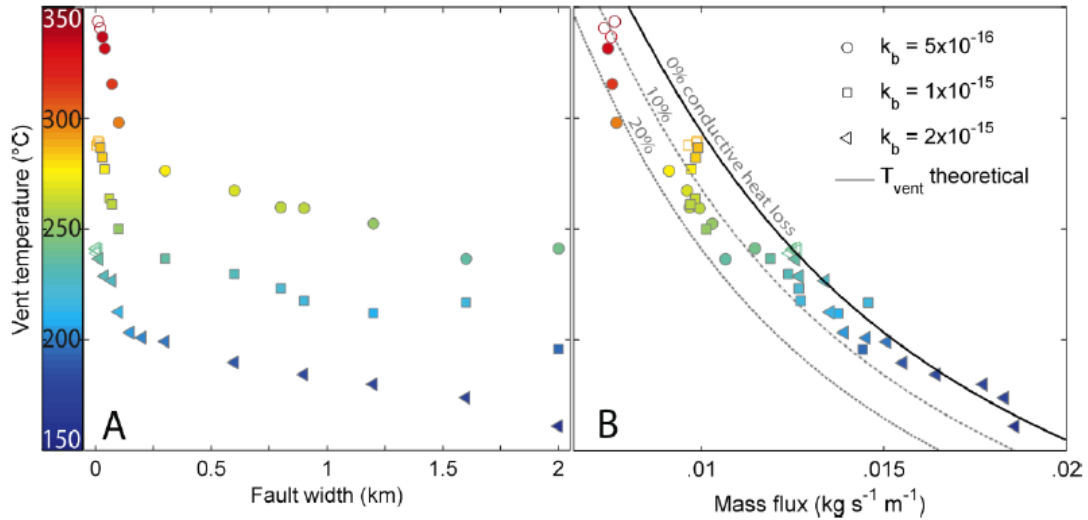 350
300
250
200
150
Vent temperature (°C)
A
0
0.5
1
1.5
2
Fault width (km)
B
0% conductive heat loss
10%
20%
k_b = 5x10^-16
k_b = 1x10^-15
k_b = 2x10^-15
T_vent theoretical
.01
.015
.02
Mass flux (kg s^-1 m^-1)